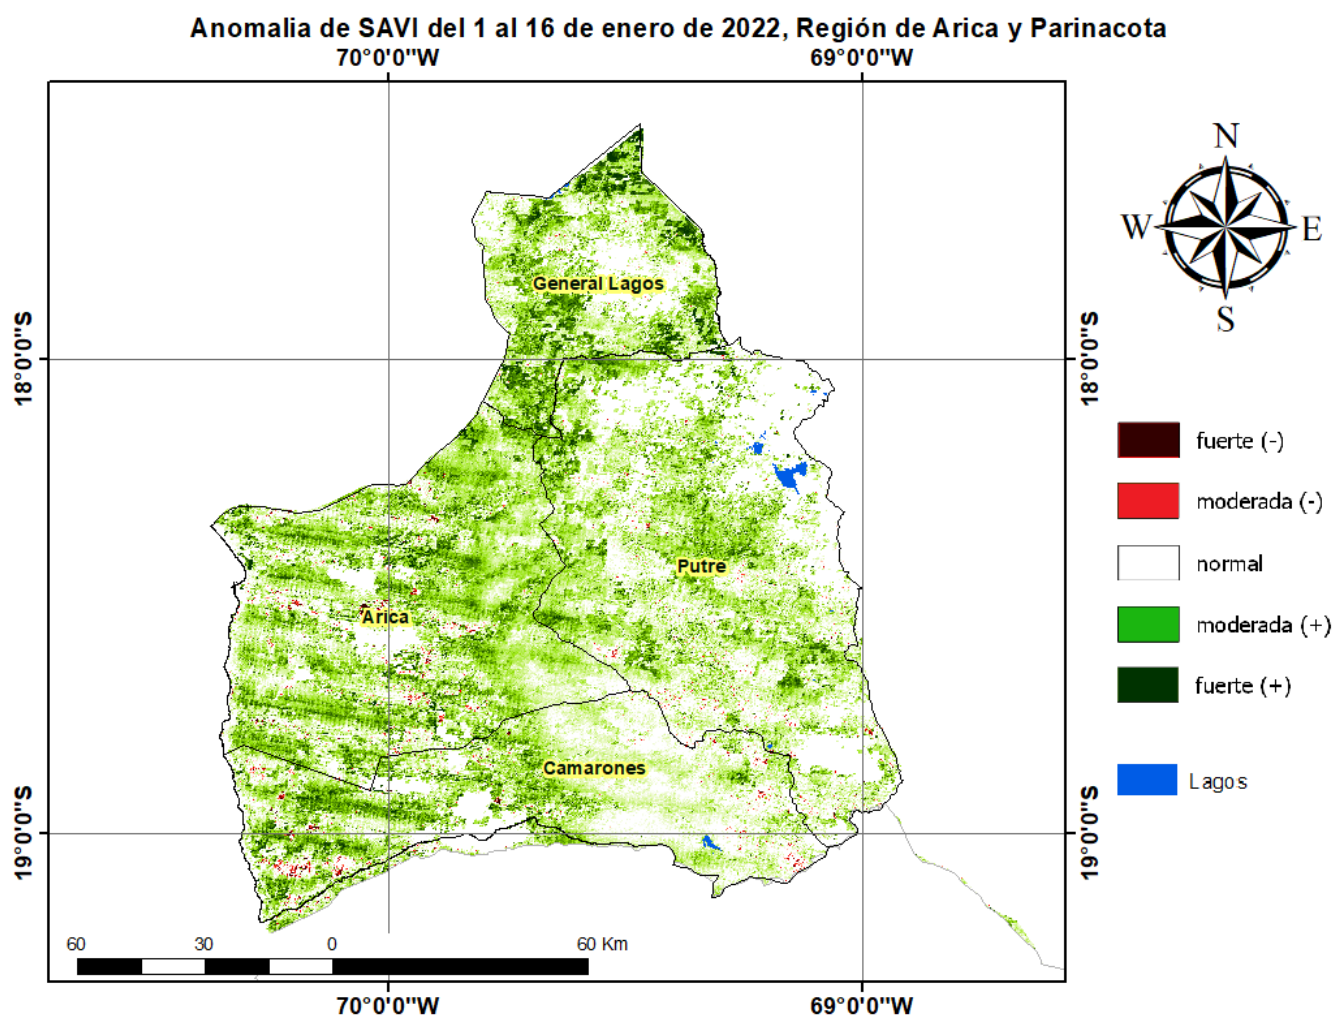 Anomalia de SAVI del 1 al 16 de enero de 2022, Región de Arica y Parinacota
70°0'0"W 69°0'0"W
N
W E
S
General Lagos
18°0'0"S 18°0'0"S
fuerte (-)
moderada (-)
normal
moderada (+)
fuerte (+)
Lagos
Putre
Arica
Camarones
19°0'0"S 19°0'0"S
60 30 0 60 Km
70°0'0"W 69°0'0"W